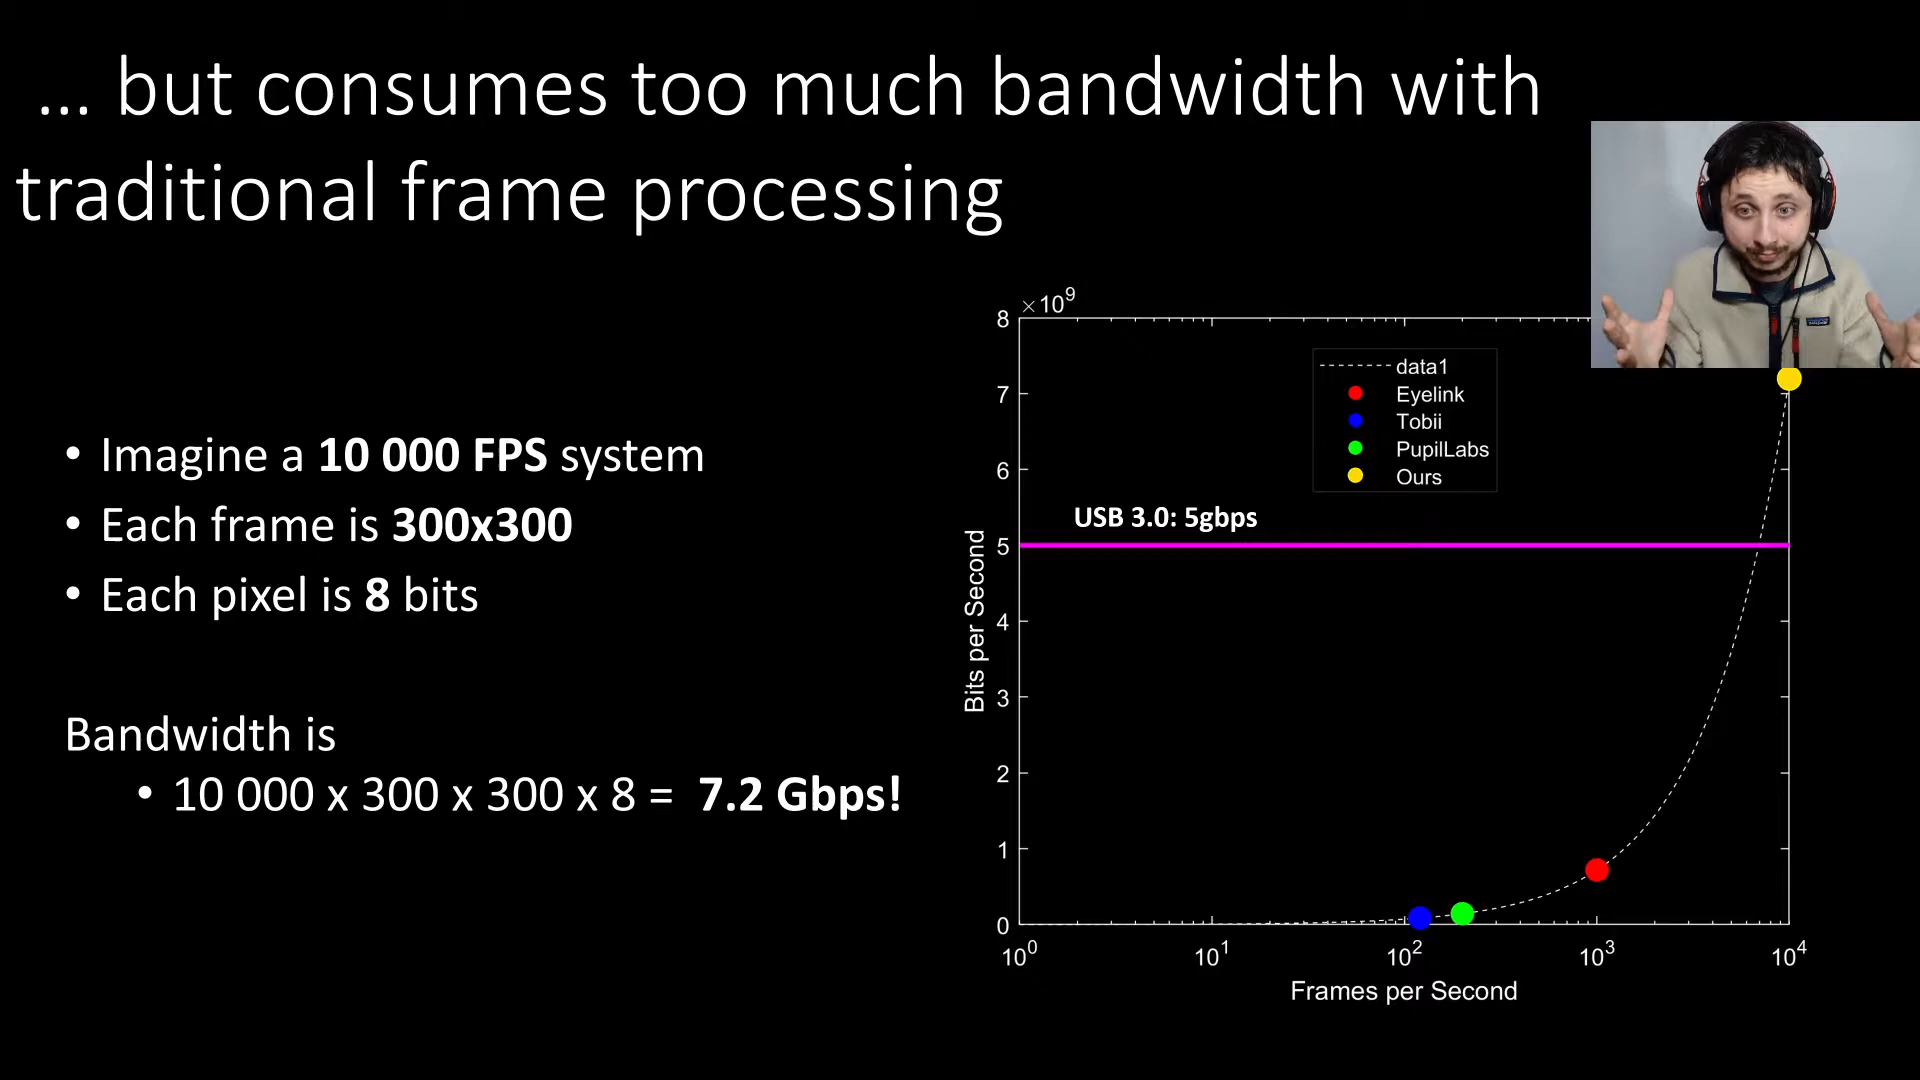 ... but consumes too much bandwidth with
traditional frame processing
• Imagine a 10 000 FPS system
• Each frame is 300x300
• Each pixel is 8 bits
Bandwidth is
• 10 000 x 300 x 300 x 8 = 7.2 Gbps!
×10^9
8
7
6
5
4
3
2
1
0
Bits per Second
data1
Eyelink
Tobii
PupilLabs
Ours
USB 3.0: 5gbps
10^0 10^1 10^2 10^3 10^4
Frames per Second